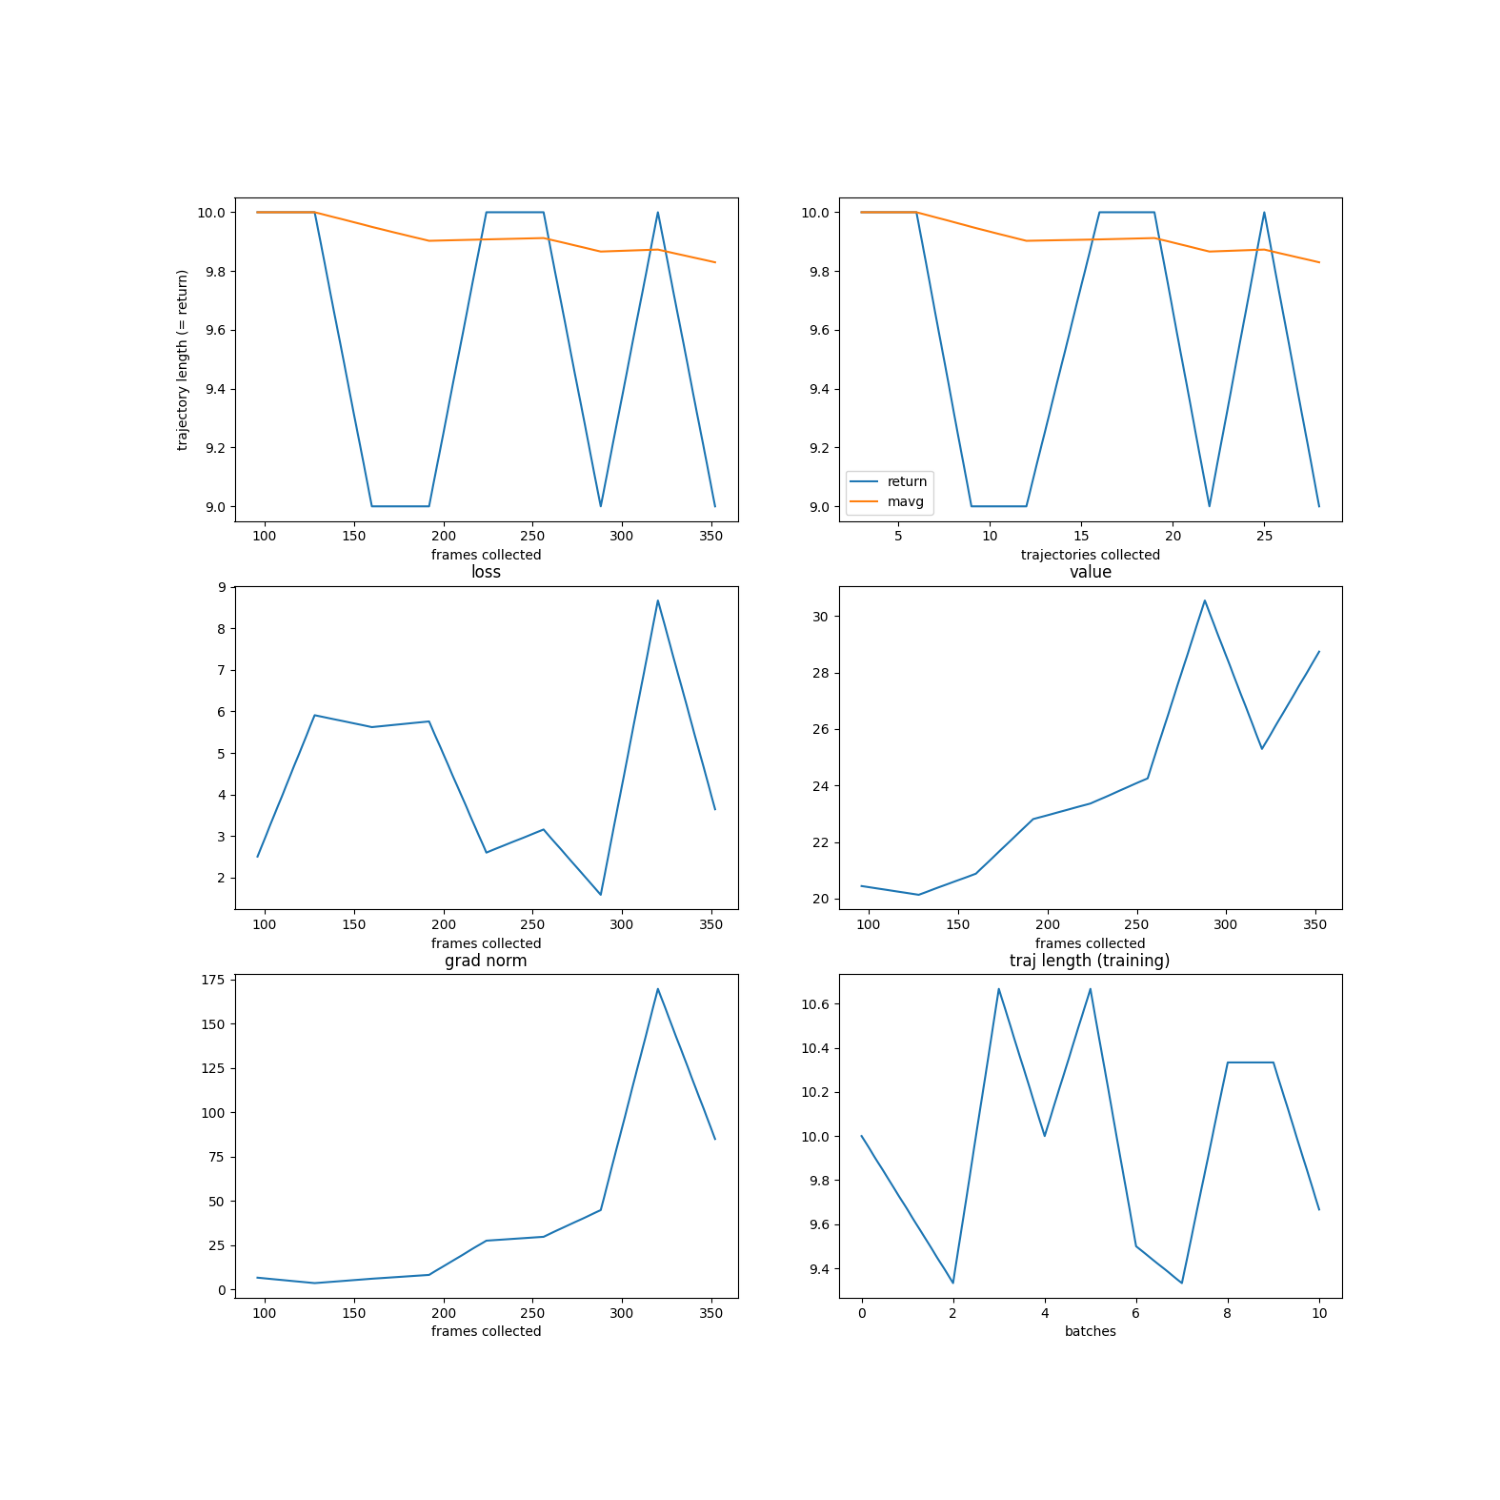 10.0
9.8
9.6
9.4
9.2
9.0
trajectory length (= return)
100 150 200 250 300 350
frames collected
10.0
9.8
9.6
9.4
9.2
9.0
return
mavg
5 10 15 20 25
trajectories collected
loss
9
8
7
6
5
4
3
2
100 150 200 250 300 350
frames collected
value
30
28
26
24
22
20
100 150 200 250 300 350
frames collected
grad norm
175
150
125
100
75
50
25
0
100 150 200 250 300 350
frames collected
traj length (training)
10.6
10.4
10.2
10.0
9.8
9.6
9.4
0 2 4 6 8 10
batches